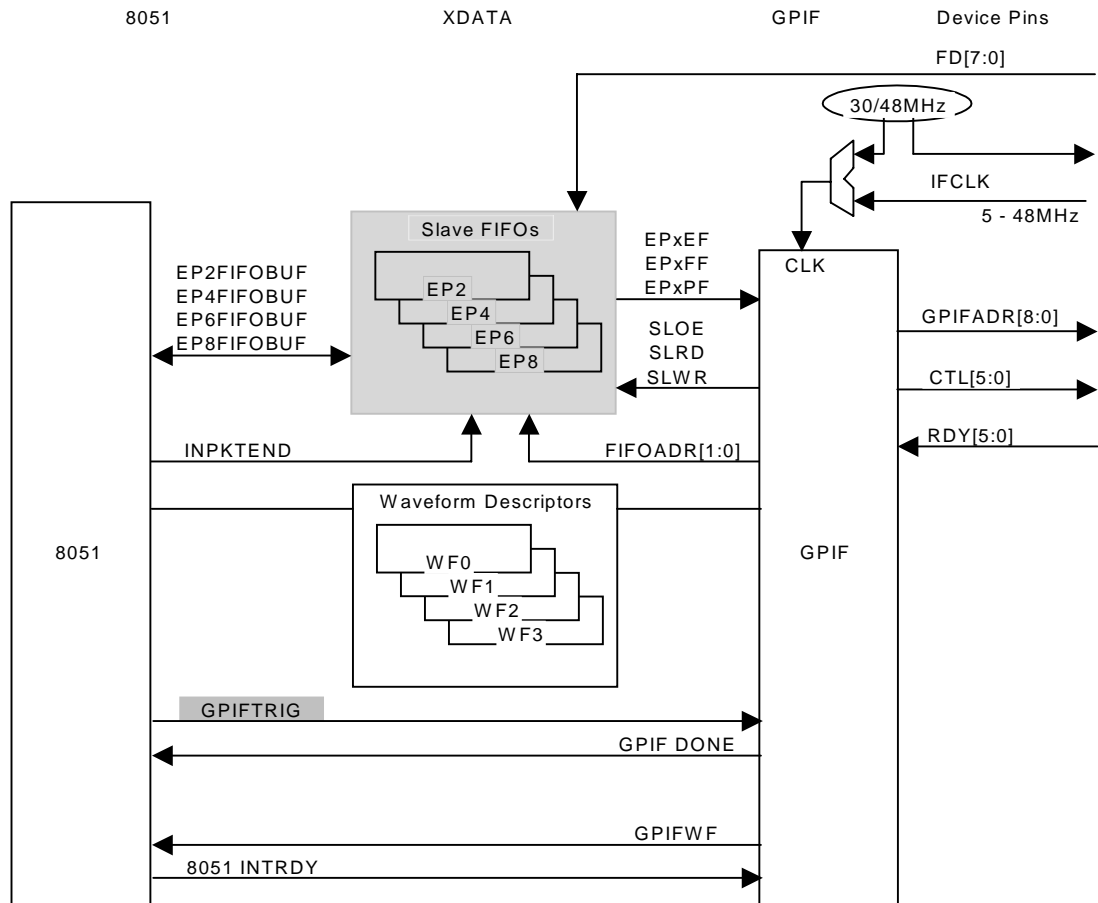 8051 XDATA GPIF Device Pins
FD[7:0]
30/48MHz
IFCLK
5 - 48MHz
Slave FIFOs
EP2
EP4
EP6
EP8
EP2FIFOBUF
EP4FIFOBUF
EP6FIFOBUF
EP8FIFOBUF
EPxEF
EPxFF
EPxPF
SLOE
SLRD
SLWR
CLK
GPIFADR[8:0]
CTL[5:0]
RDY[5:0]
INPKTEND
FIFOADR[1:0]
Waveform Descriptors
WF0
WF1
WF2
WF3
8051
GPIF
GPIFTRIG
GPIF DONE
GPIFWF
8051 INTRDY